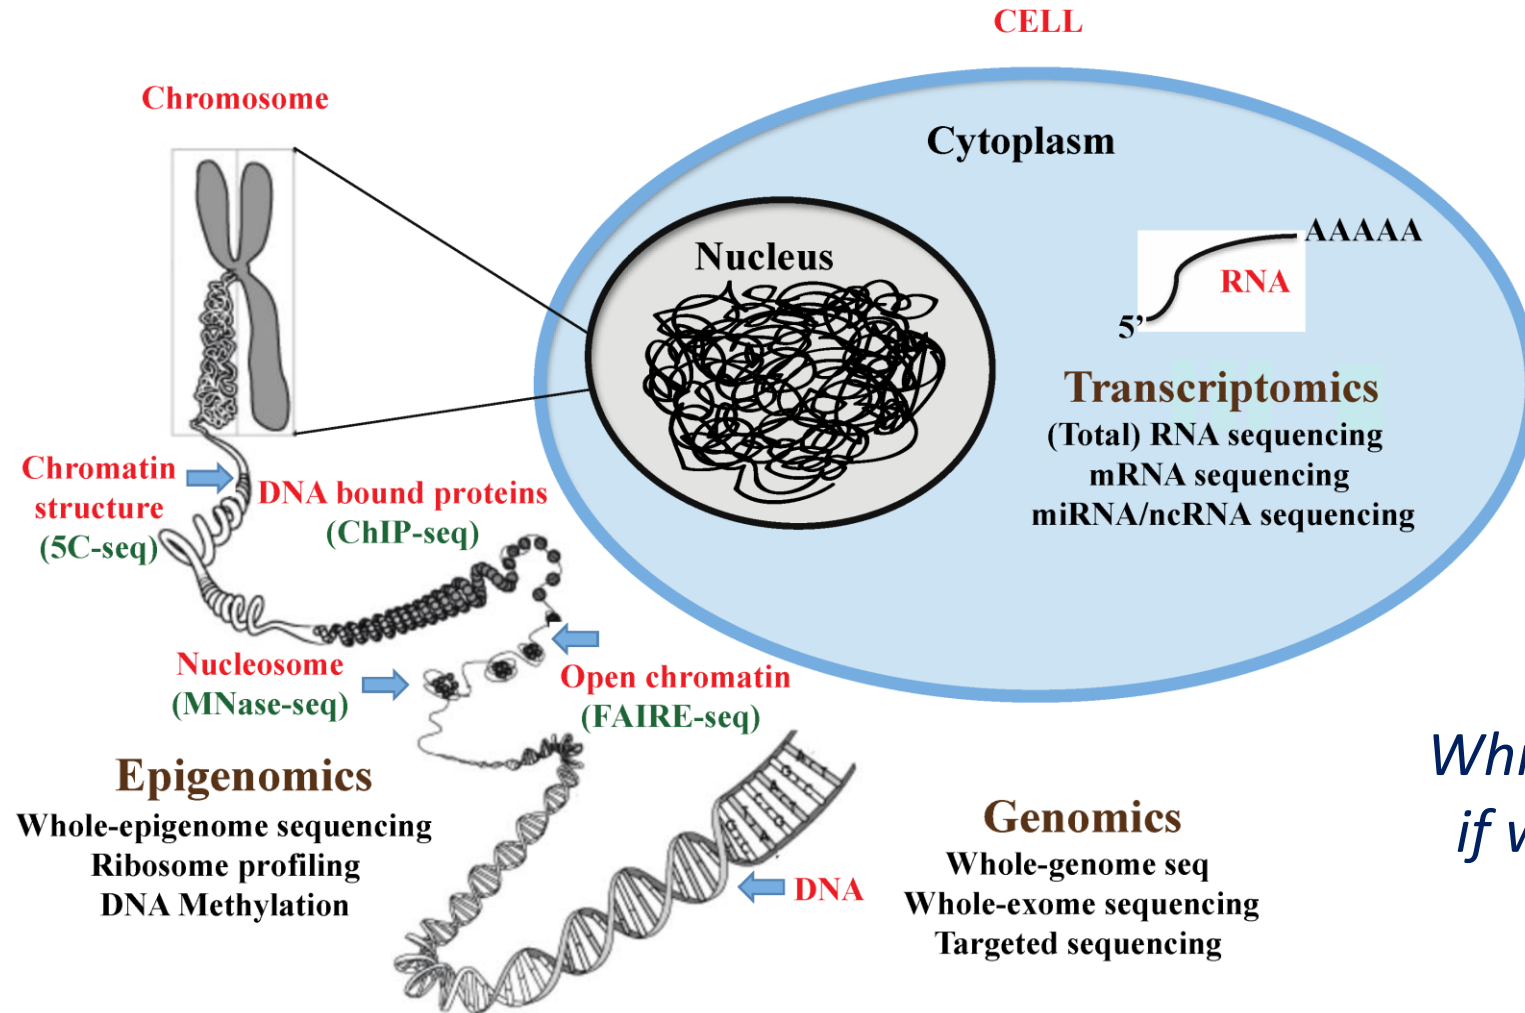 CELL
Chromosome
Cytoplasm
Nucleus
AAAAA
RNA
5’
Transcriptomics
(Total) RNA sequencing
mRNA sequencing
miRNA/ncRNA sequencing
Chromatin
structure
(5C-seq)
DNA bound proteins
(ChIP-seq)
Nucleosome
(MNase-seq)
Open chromatin
(FAIRE-seq)
Epigenomics
Whole-epigenome sequencing
Ribosome profiling
DNA Methylation
DNA
Genomics
Whole-genome seq
Whole-exome sequencing
Targeted sequencing
if